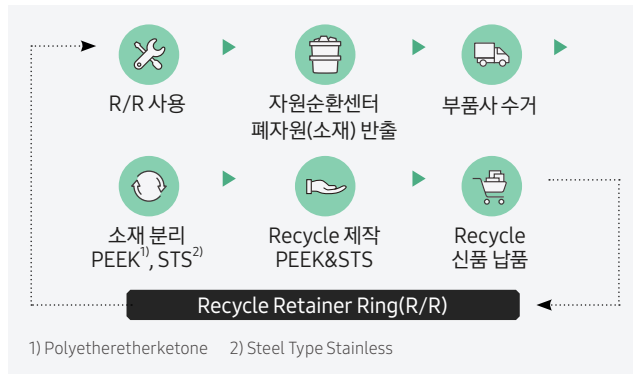 R/R 사용
자원순환센터
폐자원(소재) 반출
부품사 수거
소재 분리
PEEK1), STS2)
Recycle 제작
PEEK&STS
Recycle
신품 납품
Recycle Retainer Ring(R/R)
1) Polyetheretherketone 2) Steel Type Stainless